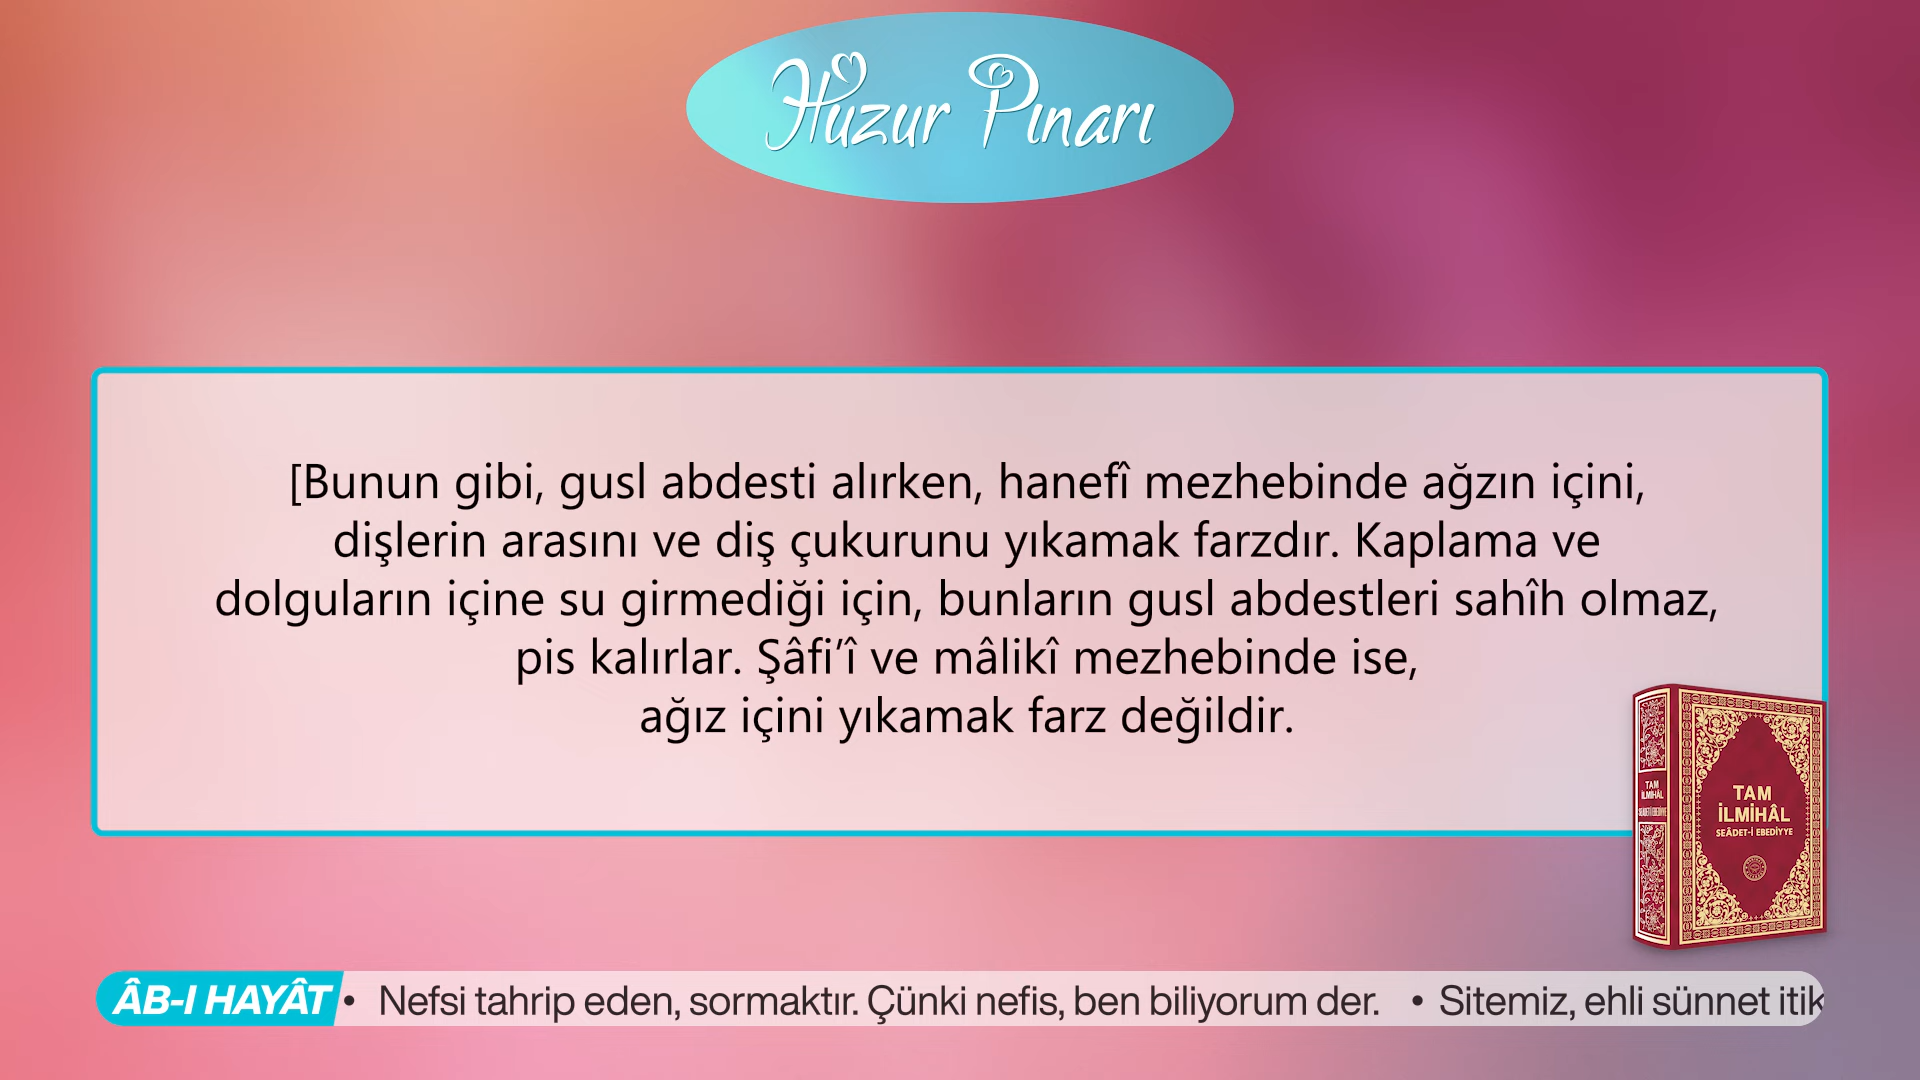 Huzur Pınarı
[Bunun gibi, gusl abdesti alırken, hanefî mezhebinde ağzın içini,
dişlerin arasını ve diş çukurunu yıkamak farzdır. Kaplama ve
dolguların içine su girmediği için, bunların gusl abdestleri sahîh olmaz,
pis kalırlar. Şâfi’î ve mâlikî mezhebinde ise,
ağız içini yıkamak farz değildir.
TAM
İLMİHÂL
TAM
İLMİHÂL
SEÂDET-İ EBEDİYYE
ÂB-I HAYÂT • Nefsi tahrip eden, sormaktır. Çünki nefis, ben biliyorum der. • Sitemiz, ehli sünnet itik